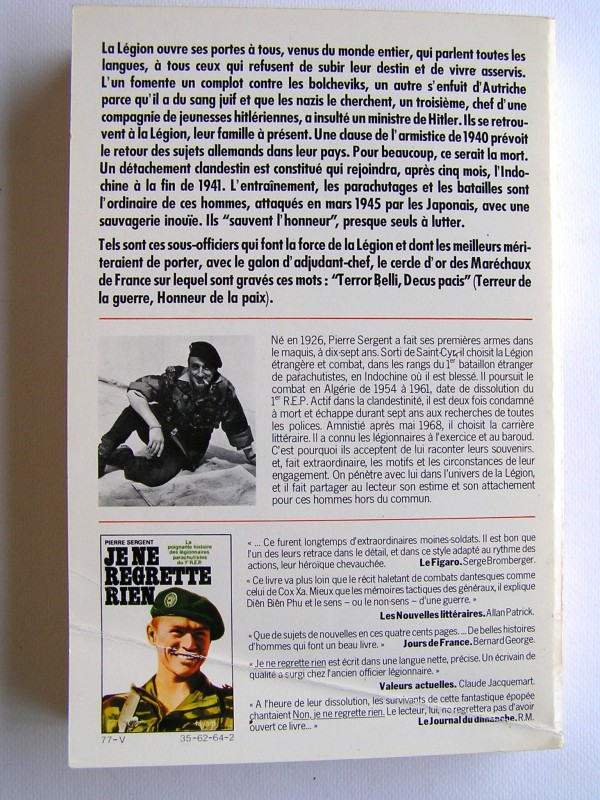 La Légion ouvre ses portes à tous, venus du monde entier, qui parlent toutes les
langues, à tous ceux qui refusent de subir leur destin et de vivre asservis.
L'un fomente un complot contre les bolcheviks, un autre s'enfuit d'Autriche
parce qu'il a du sang juif et que les nazis le cherchent, un troisième, chef d'une
compagnie de jeunesses hitlériennes, a insulté un ministre de Hitler. Ils se retrou-
vent à la Légion, leur famille à présent. Une clause de l'armistice de 1940 prévoit
le retour des sujets allemands dans leur pays. Pour beaucoup, ce serait la mort.
Un détachement clandestin est constitué qui rejoindra, après cinq mois, l'Indo-
chine à la fin de 1941. L'entraînement, les parachutages et les batailles sont
l'ordinaire de ces hommes, attaqués en mars 1945 par les Japonais, avec une
sauvagerie inouïe. Ils "sauvent l'honneur", presque seuls à lutter.
Tels sont ces sous-officiers qui font la force de la Légion et dont les meilleurs méri-
teraient de porter, avec le galon d'adjudant-chef, le cercle d'or des Maréchaux
de France sur lequel sont gravés ces mots : "Terror Belli, Decus pacis" (Terreur de
la guerre, Honneur de la paix).
Né en 1926, Pierre Sergent a fait ses premières armes dans
le maquis, à dix-sept ans. Sorti de Saint-Cyr, il choisit la Légion
étrangère et combat, dans les rangs du 1er bataillon étranger
de parachutistes, en Indochine où il est blessé. Il poursuit le
combat en Algérie de 1954 à 1961, date de dissolution du
1er R.E.P. Actif dans la clandestinité, il est deux fois condamné
à mort et échappe durant sept ans aux recherches de toutes
les polices. Amnistié après mai 1968, il choisit la carrière
littéraire. Il a connu les légionnaires à l'exercice et au baroud.
C'est pourquoi ils acceptent de lui raconter leurs souvenirs.
et, fait extraordinaire, les motifs et les circonstances de leur
engagement. On pénètre avec lui dans l'univers de la Légion,
et il fait partager au lecteur son estime et son attachement
pour ces hommes hors du commun.
PIERRE SERGENT
La
poignante histoire
des légionnaires
parachutistes
du 1er R.E.P.
JE NE
REGRETTE
RIEN
fayard
77-V 35-62-64-2
« ... Ce furent longtemps d'extraordinaires moines-soldats. Il est bon que
l'un des leurs retrace dans le détail, et dans ce style adapté au rythme des
actions, leur héroïque chevauchée. Le Figaro. Serge Bromberger.
« Ce livre va plus loin que le récit haletant de combats dantesques comme
celui de Cox Xa. Mieux que les mémoires tactiques des généraux, il explique
Diên Biên Phu et le sens – ou le non-sens – d'une guerre. »
Les Nouvelles littéraires. Allan Patrick.
« Que de sujets de nouvelles en ces quatre cents pages. ... De belles histoires
d'hommes qui font un beau livre. » Jours de France. Bernard George.
« Je ne regrette rien est écrit dans une langue nette, précise. Un écrivain de
qualité a surgi chez l'ancien officier légionnaire. »
Valeurs actuelles. Claude Jacquemart.
« A l'heure de leur dissolution, les survivants de cette fantastique épopée
chantaient Non, je ne regrette rien. Le lecteur, lui, ne regrettera pas d'avoir
ouvert ce livre... » Le Journal du dimanche. R.M.